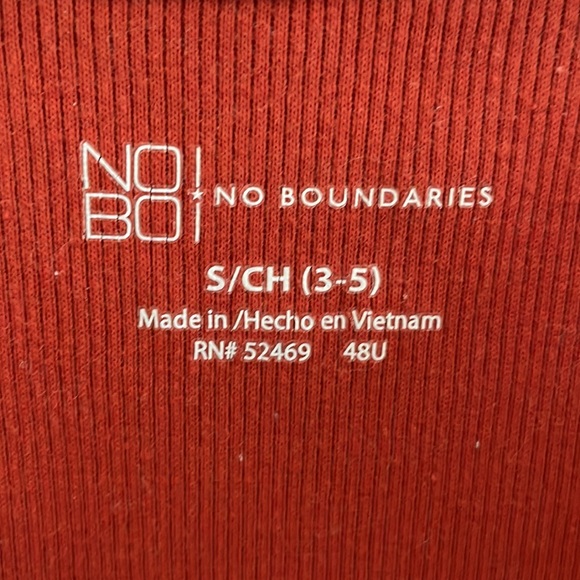 NO
BO
NO BOUNDARIES
S/CH (3-5)
Made in /Hecho en Vietnam
RN# 52469 48U